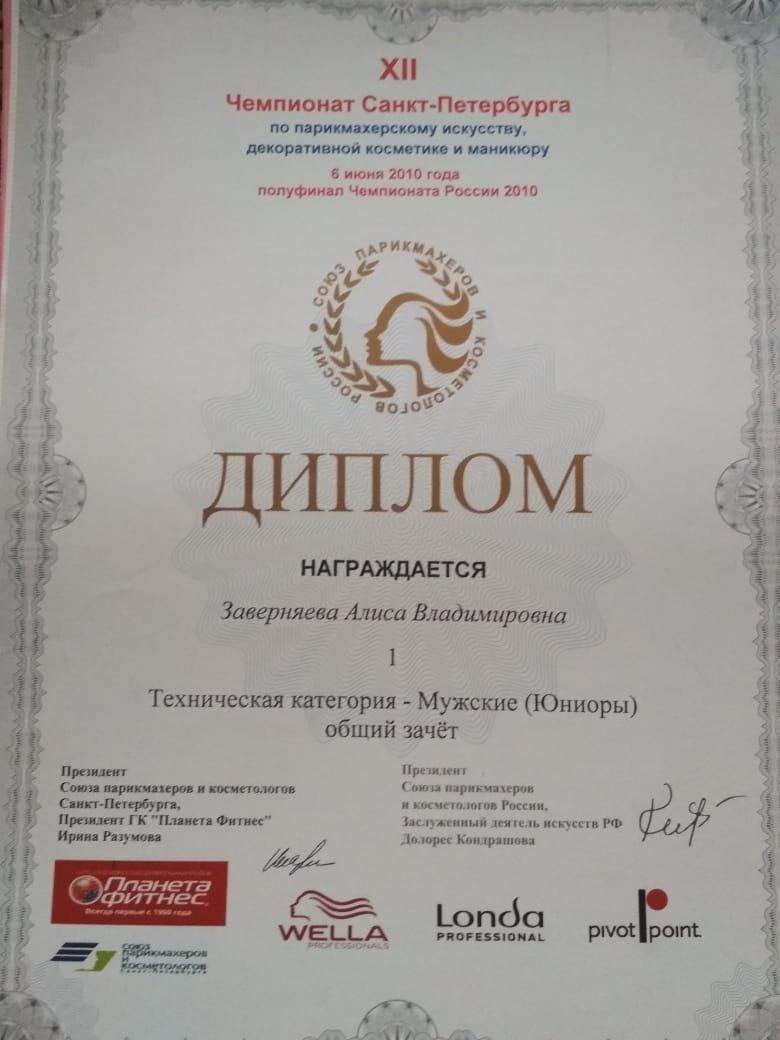 XII
Чемпионат Санкт-Петербурга
по парикмахерскому искусству,
декоративной косметике и маникюру
6 июня 2010 года
полуфинал Чемпионата России 2010
СОЮЗ ПАРИКМАХЕРОВ И КОСМЕТОЛОГОВ РОССИИ
ДИПЛОМ
НАГРАЖДАЕТСЯ
Заверняева Алиса Владимировна
1
Техническая категория - Мужские (Юниоры)
общий зачёт
Президент
Союза парикмахеров и косметологов
Санкт-Петербурга,
Президент ГК "Планета Фитнес"
Ирина Разумова
Президент
Союза парикмахеров
и косметологов России,
Заслуженный деятель искусств РФ
Долорес Кондрашова
Планета
Фитнес
Всегда первые с 1996 года
WELLA
PROFESSIONALS
Londa
PROFESSIONAL
pivot point
союз
парикмахеров
и
косметологов
Санкт-Петербурга